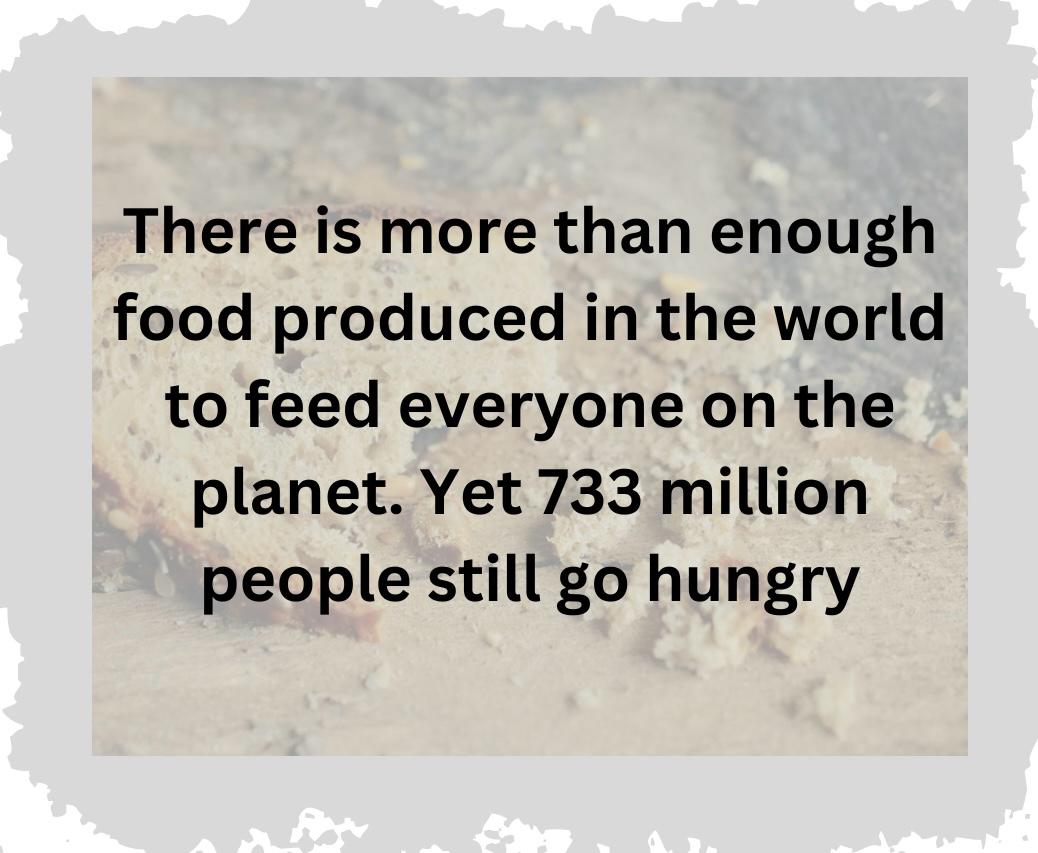 There is more than enough
food produced in the world
to feed everyone on the
planet. Yet 733 million
people still go hungry